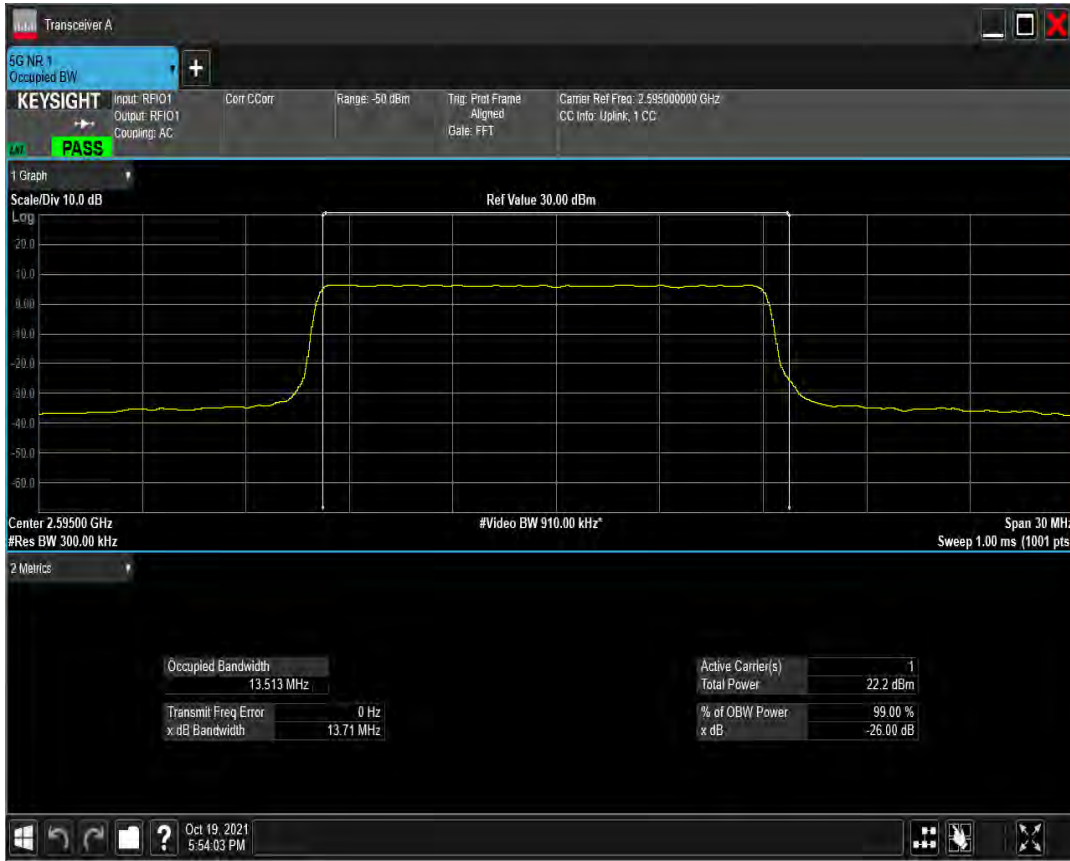 Transceiver A
5G NR 1
Occupied BW
+
KEYSIGHT
Input: RFIO1
Output: RFIO1
Coupling: AC
Corr CCorr
Range: -50 dBm
Trig: Prot Frame
Aligned
Gate: FFT
Carrier Ref Freq: 2.595000000 GHz
CC Info: Uplink, 1 CC
PASS
1 Graph
Scale/Div 10.0 dB
Ref Value 30.00 dBm
Log
20.0
10.0
0.00
-10.0
-20.0
-30.0
-40.0
-50.0
-60.0
Center 2.59500 GHz
#Video BW 910.00 kHz*
Span 30 MHz
#Res BW 300.00 kHz
Sweep 1.00 ms (1001 pts
2 Metrics
Occupied Bandwidth
13.513 MHz
Transmit Freq Error 0 Hz
x dB Bandwidth 13.71 MHz
Active Carrier(s) 1
Total Power 22.2 dBm
% of OBW Power 99.00 %
x dB -26.00 dB
?
Oct 19, 2021
5:54:03 PM